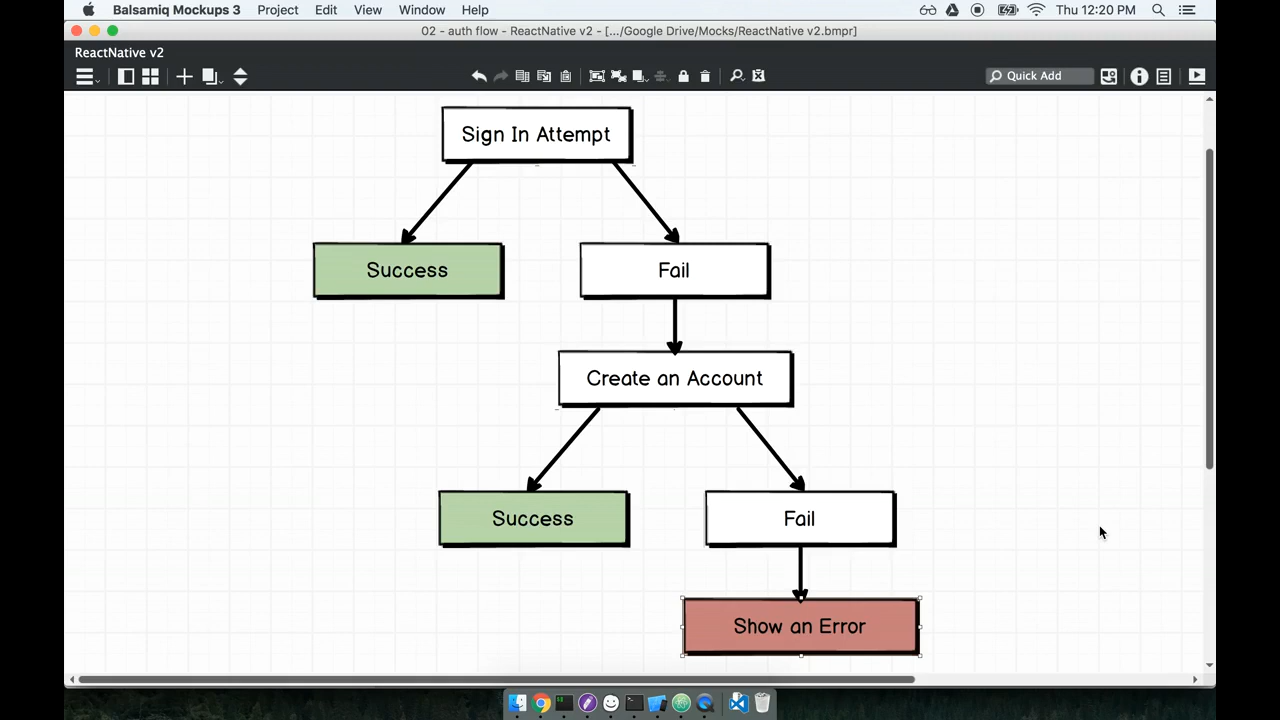 Balsamiq Mockups 3 Project Edit View Window Help Thu 12:20 PM
02 - auth flow - ReactNative v2 - [.../Google Drive/Mocks/ReactNative v2.bmpr]
ReactNative v2
Quick Add
Sign In Attempt
Success Fail
Create an Account
Success Fail
Show an Error